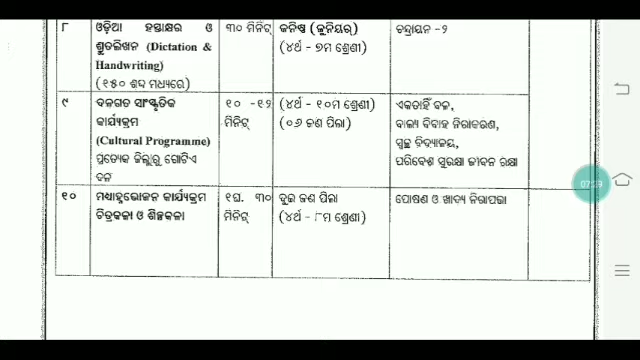 ୮ ଓଡ଼ିଆ ହସ୍ତାକ୍ଷର ଓ ୩୦ ମିନିଟ୍ କନିଷ୍ଠ (ଜୁନିୟର୍) ଚନ୍ଦ୍ରାୟନ -୨
ଶ୍ରୁତଲିଖନ (Dictation & (୪ର୍ଥ - ୭ମ ଶ୍ରେଣୀ)
Handwriting)
(୧୫୦ ଶବ୍ଦ ମଧ୍ୟରେ)
୯ ଦଳଗତ ସାଂସ୍କୃତିକ ୧୦ -୧୨ (୪ର୍ଥ - ୧୦ମ ଶ୍ରେଣୀ) ଏକତାହିଁ ବଳ,
କାର୍ଯ୍ୟକ୍ରମ ମିନିଟ୍ (୦୬ ଜଣ ପିଲା) ବାଲ୍ୟ ବିବାହ ନିରାକରଣ,
(Cultural Programme) ସ୍ୱଚ୍ଛ ବିଦ୍ୟାଳୟ,
ପ୍ରତ୍ୟେକ ଜିଲ୍ଲାରୁ ଗୋଟିଏ ପରିବେଶ ସୁରକ୍ଷା ଜୀବନ ରକ୍ଷା
ଦଳ
୧୦ ମଧ୍ୟାହ୍ନଭୋଜନ କାର୍ଯ୍ୟକ୍ରମ ୧ଘ. ୩୦ ଦୁଇ ଜଣ ପିଲା ପୋଷଣ ଓ ଖାଦ୍ୟ ନିରାପତ୍ତା
ଚିତ୍ରକଳା ଓ ଶିଳ୍ପକଳା ମିନିଟ୍ (୪ର୍ଥ - ୮ମ ଶ୍ରେଣୀ)